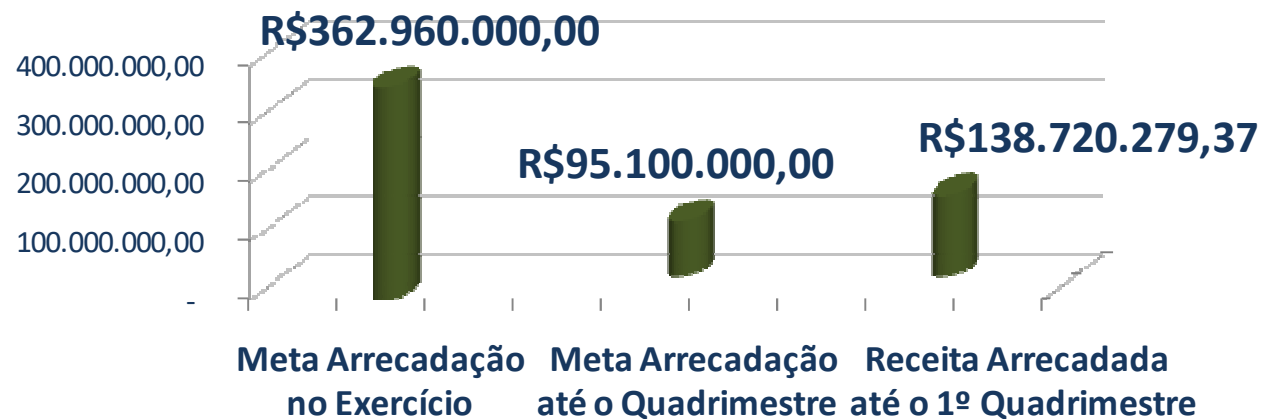 R$362.960.000,00
400.000.000,00
300.000.000,00
R$138.720.279,37
R$95.100.000,00
200.000.000,00
100.000.000,00
-
Meta Arrecadação no Exercício
Meta Arrecadação até o Quadrimestre
Receita Arrecadada até o 1º Quadrimestre